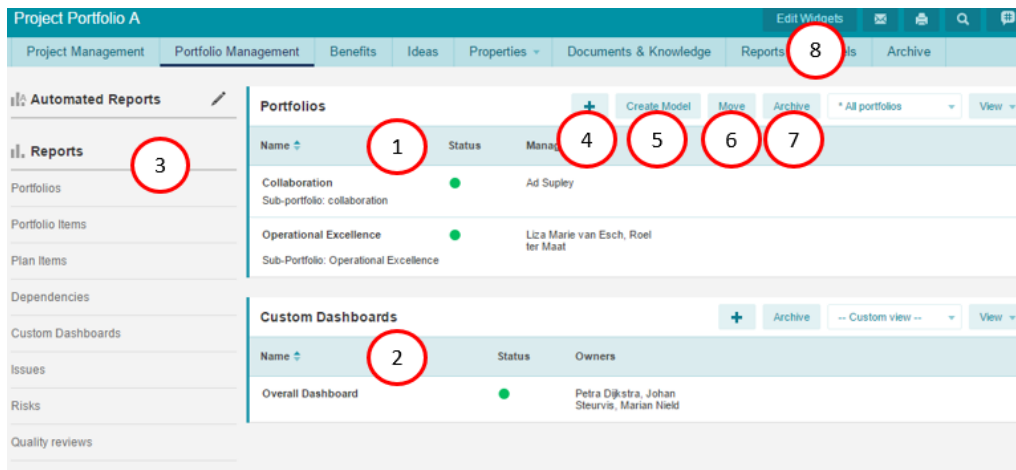 Project Portfolio A
Edit Widgets
Project Management Portfolio Management Benefits Ideas Properties Documents & Knowledge Reports 8 Archive
Automated Reports
Reports
3
Portfolios
Portfolio Items
Plan Items
Dependencies
Custom Dashboards
Issues
Risks
Quality reviews
Portfolios
+ Create Model Move Archive * All portfolios View
Name 1 Status 4 5 6 7
Collaboration Ad Supley
Sub-portfolio: collaboration
Operational Excellence Liza Marie van Esch, Roel
ter Maat
Sub-Portfolio: Operational Excellence
Custom Dashboards + Archive -- Custom view -- View
Name 2 Status Owners
Overall Dashboard Petra Dijkstra, Johan
Steurvis, Marian Nield